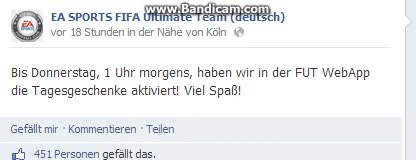 www.Bandicam.com
EA SPORTS FIFA Ultimate Team (deutsch)
vor 18 Stunden in der Nähe von Köln
EA
SPORTS
Bis Donnerstag, 1 Uhr morgens, haben wir in der FUT WebApp
die Tagesgeschenke aktiviert! Viel Spaß!
Gefällt mir · Kommentieren · Teilen
451 Personen gefällt das.